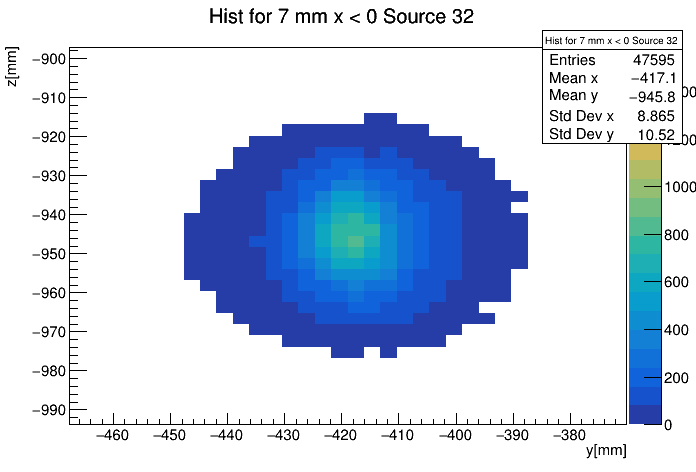 Hist for 7 mm x < 0 Source 32
Hist for 7 mm x < 0 Source 32
Entries 47595
Mean x −417.1
Mean y −945.8
Std Dev x 8.865
Std Dev y 10.52
z[mm]
−900
−910
−920
−930
−940
−950
−960
−970
−980
−990
−460
−450
−440
−430
−420
−410
−400
−390
−380
y[mm]
1000
800
600
400
200
0